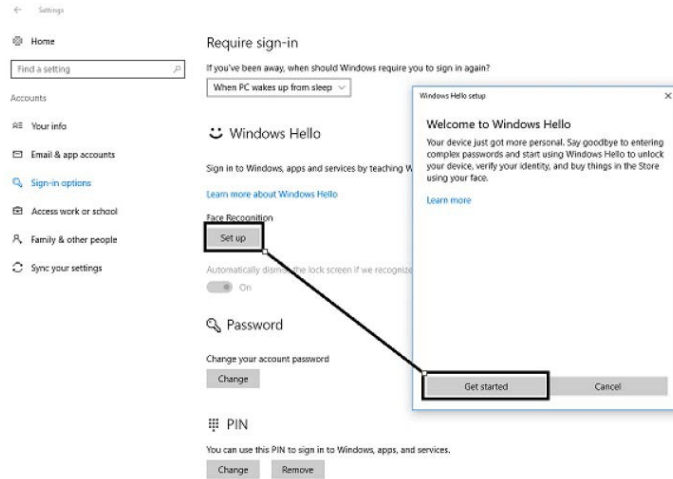 Settings
Home
Find a setting
Accounts
Your info
Email & app accounts
Sign-in options
Access work or school
Family & other people
Sync your settings
Require sign-in
If you've been away, when should Windows require you to sign in again?
When PC wakes up from sleep
Windows Hello
Sign in to Windows, apps and services by teaching W
Learn more about Windows Hello
Face Recognition
Set up
Automatically dismiss the lock screen if we recognize
On
Password
Change your account password
Change
PIN
You can use this PIN to sign in to Windows, apps, and services.
Change Remove
Windows Hello setup
Welcome to Windows Hello
Your device just got more personal. Say goodbye to entering
complex passwords and start using Windows Hello to unlock
your device, verify your identity, and buy things in the Store
using your face.
Learn more
Get started Cancel